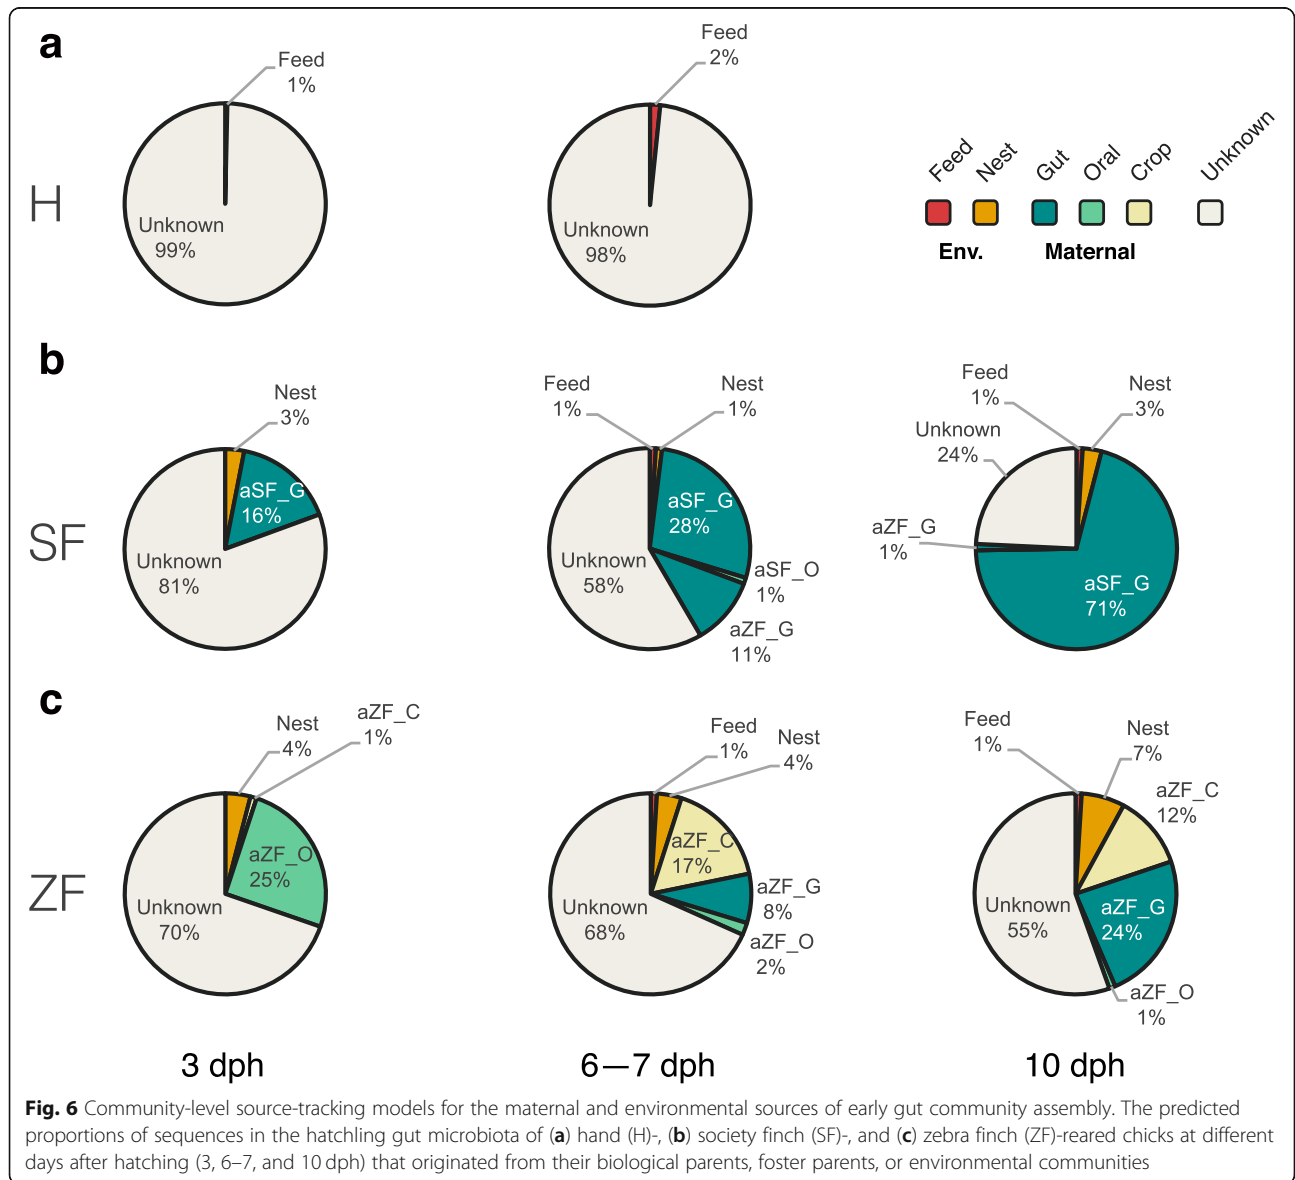 a
Feed
1%
Feed
2%
Unknown
99%
Unknown
98%
H
Feed
Nest
Gut
Oral
Crop
Unknown
Env.
Maternal
b
Nest
3%
aSF_G
16%
Unknown
81%
Feed
1%
Nest
1%
aSF_G
28%
aSF_O
1%
aZF_G
11%
Unknown
58%
Feed
1%
Nest
3%
Unknown
24%
aZF_G
1%
aSF_G
71%
SF
c
Nest
4%
aZF_C
1%
aZF_O
25%
Unknown
70%
Feed
1%
Nest
4%
aZF_C
17%
aZF_G
8%
aZF_O
2%
Unknown
68%
Feed
1%
Nest
7%
aZF_C
12%
aZF_G
24%
aZF_O
1%
Unknown
55%
ZF
3 dph
6—7 dph
10 dph
Fig. 6 Community-level source-tracking models for the maternal and environmental sources of early gut community assembly. The predicted
proportions of sequences in the hatchling gut microbiota of (a) hand (H)-, (b) society finch (SF)-, and (c) zebra finch (ZF)-reared chicks at different
days after hatching (3, 6–7, and 10 dph) that originated from their biological parents, foster parents, or environmental communities